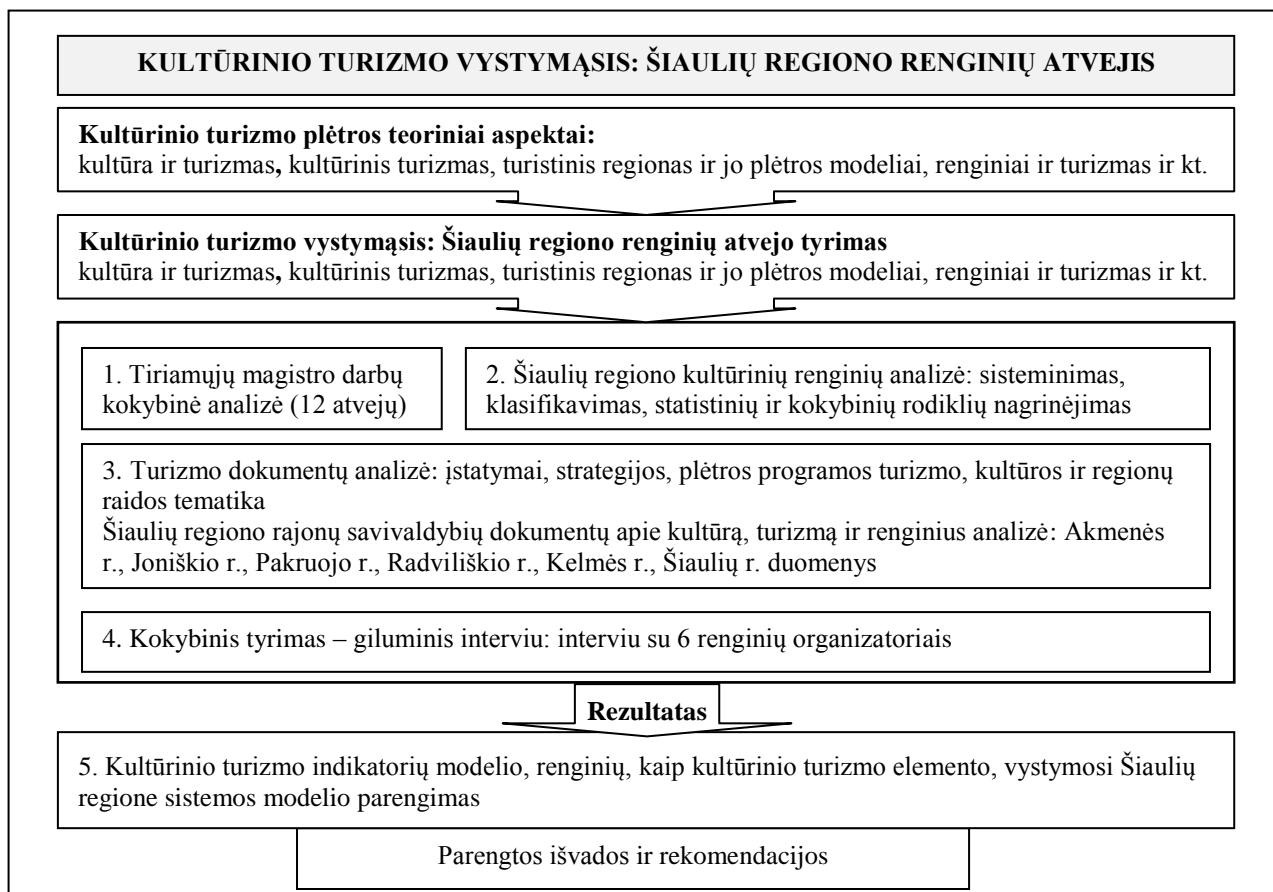 KULTŪRINIO TURIZMO VYSTYMĄSIS: ŠIAULIŲ REGIONO RENGINIŲ ATVEJIS
Kultūrinio turizmo plėtros teoriniai aspektai:
kultūra ir turizmas, kultūrinis turizmas, turistinis regionas ir jo plėtros modeliai, renginiai ir turizmas ir kt.
Kultūrinio turizmo vystymąsis: Šiaulių regiono renginių atvejo tyrimas
kultūra ir turizmas, kultūrinis turizmas, turistinis regionas ir jo plėtros modeliai, renginiai ir turizmas ir kt.
1. Tiriamųjų magistro darbų
kokybinė analizė (12 atvejų)
2. Šiaulių regiono kultūrinių renginių analizė: sisteminimas,
klasifikavimas, statistinių ir kokybinių rodiklių nagrinėjimas
3. Turizmo dokumentų analizė: įstatymai, strategijos, plėtros programos turizmo, kultūros ir regionų
raidos tematika
Šiaulių regiono rajonų savivaldybių dokumentų apie kultūrą, turizmą ir renginius analizė: Akmenės
r., Joniškio r., Pakruojo r., Radviliškio r., Kelmės r., Šiaulių r. duomenys
4. Kokybinis tyrimas – giluminis interviu: interviu su 6 renginių organizatoriais
Rezultatas
5. Kultūrinio turizmo indikatorių modelio, renginių, kaip kultūrinio turizmo elemento, vystymosi Šiaulių
regione sistemos modelio parengimas
Parengtos išvados ir rekomendacijos